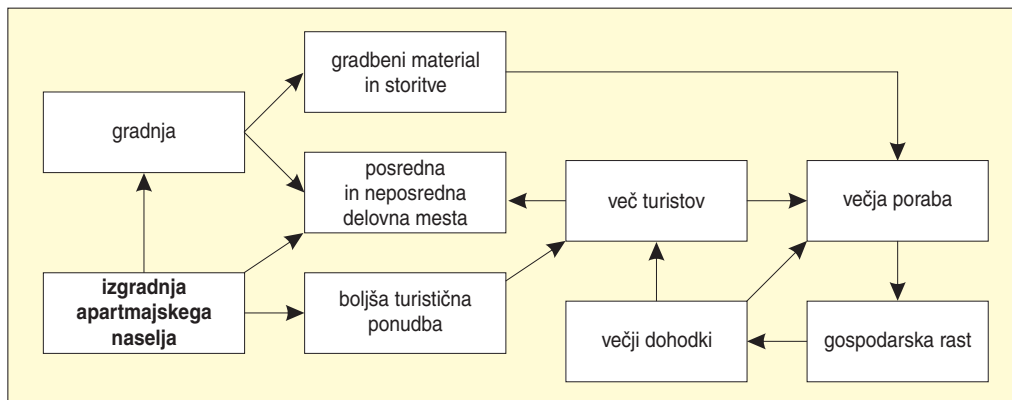 gradbeni material
in storitve
gradnja
posredna
in neposredna
delovna mesta
več turistov
večja poraba
izgradnja
apartmajskega
naselja
boljša turistična
ponudba
večji dohodki
gospodarska rast